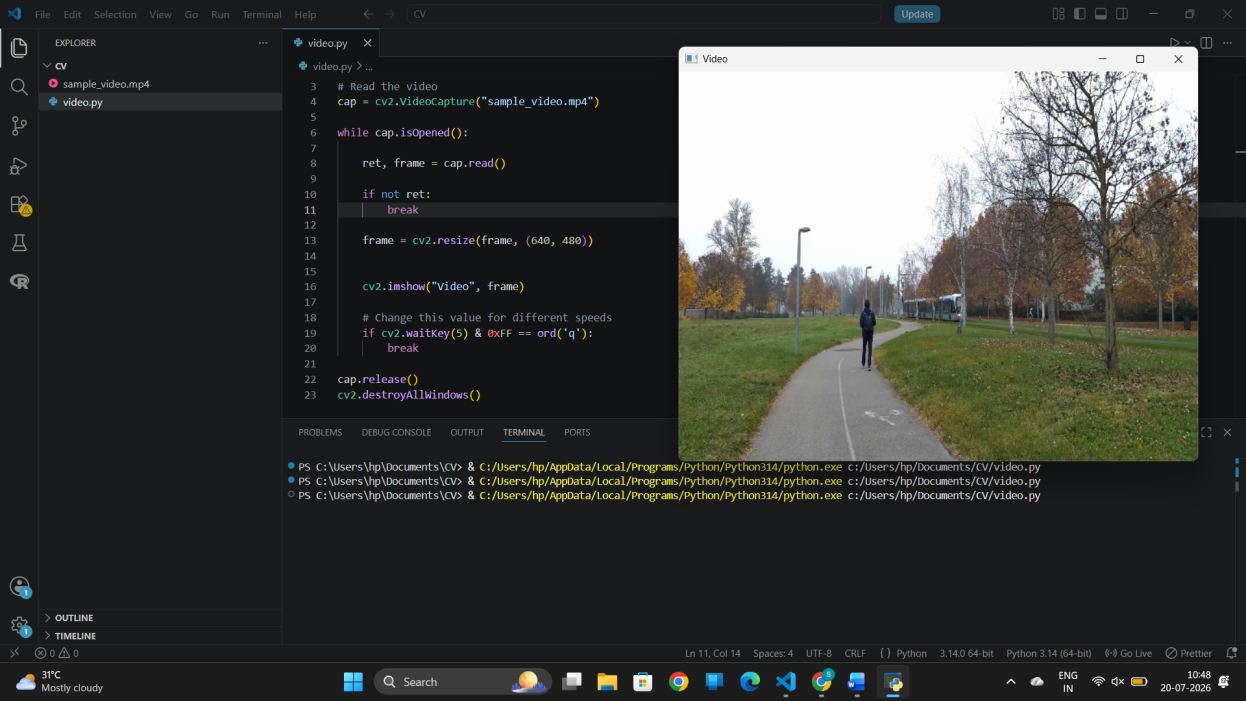 File Edit Selection View Go Run Terminal Help
CV
Update
EXPLORER
CV
sample_video.mp4
video.py
OUTLINE
TIMELINE
video.py
video.py > ...
3 # Read the video
4 cap = cv2.VideoCapture("sample_video.mp4")
5
6 while cap.isOpened():
7
8 ret, frame = cap.read()
9
10 if not ret:
11 break
12
13 frame = cv2.resize(frame, (640, 480))
14
15
16 cv2.imshow("Video", frame)
17
18 # Change this value for different speeds
19 if cv2.waitKey(5) & 0xFF == ord('q'):
20 break
21
22 cap.release()
23 cv2.destroyAllWindows()
Video
PROBLEMS DEBUG CONSOLE OUTPUT TERMINAL PORTS
PS C:\Users\hp\Documents\CV> & C:/Users/hp/AppData/Local/Programs/Python/Python314/python.exe c:/Users/hp/Documents/CV/video.py
PS C:\Users\hp\Documents\CV> & C:/Users/hp/AppData/Local/Programs/Python/Python314/python.exe c:/Users/hp/Documents/CV/video.py
PS C:\Users\hp\Documents\CV> & C:/Users/hp/AppData/Local/Programs/Python/Python314/python.exe c:/Users/hp/Documents/CV/video.py
1
1
0 0 Ln 11, Col 14 Spaces: 4 UTF-8 CRLF { } Python 3.14.0 64-bit Python 3.14 (64-bit) Go Live Prettier
31°C
Mostly cloudy
Search
S
ENG
IN
10:48
20-07-2026